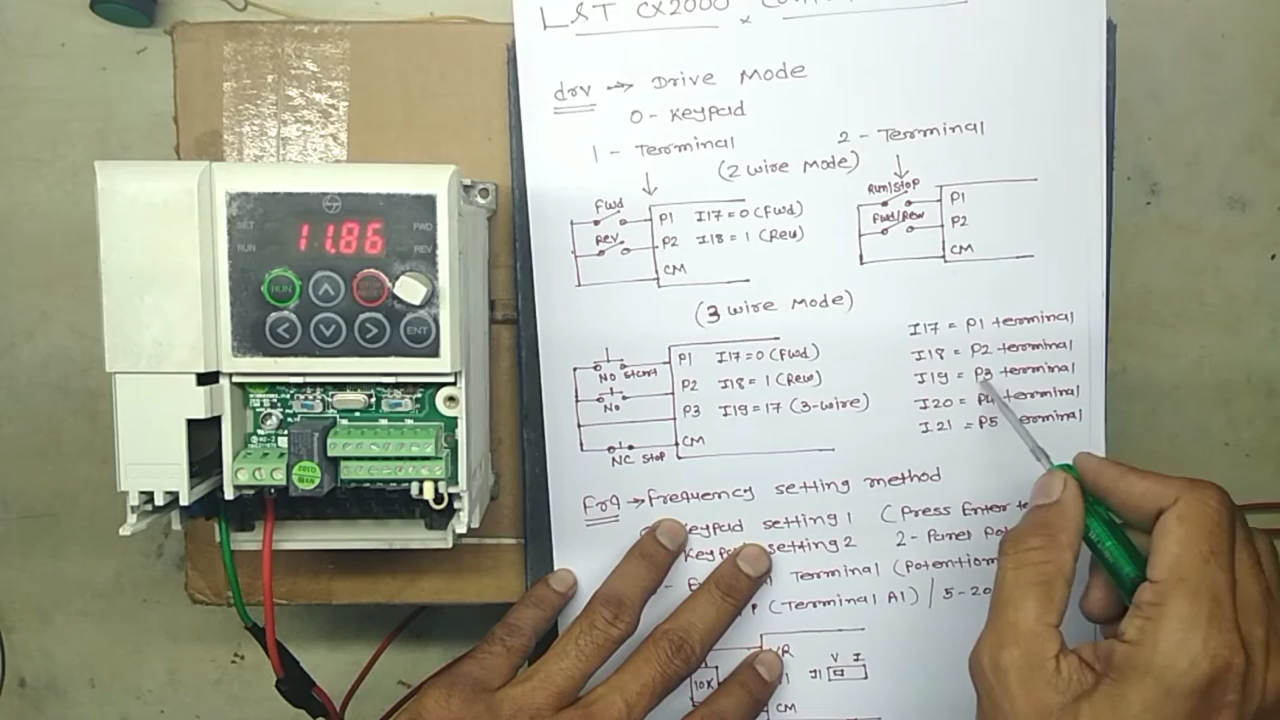 L&T CX2000
SET
RUN
11.86
FWD
REV
RUN
STOP
ENT
drv → Drive Mode
0 - Keypad
1 - Terminal
2 - Terminal
(2 wire Mode)
Fwd
Rev
P1 I17 = 0 (Fwd)
P2 I18 = 1 (Rev)
CM
Run/Stop
Fwd/Rev
P1
P2
CM
(3 wire Mode)
NO Start
NO
NC Stop
P1 I17 = 0 (Fwd)
P2 I18 = 1 (Rev)
P3 I19 = 17 (3-wire)
CM
I17 = P1 terminal
I18 = P2 terminal
I19 = P3 terminal
I20 = P4 terminal
I21 = P5 terminal
Frq → Frequency setting method
Keypad setting 1 (Press Enter
setting 2 2- Panel
Terminal
(Terminal A1) / 5-20
VR
10K
CM
V I
J1